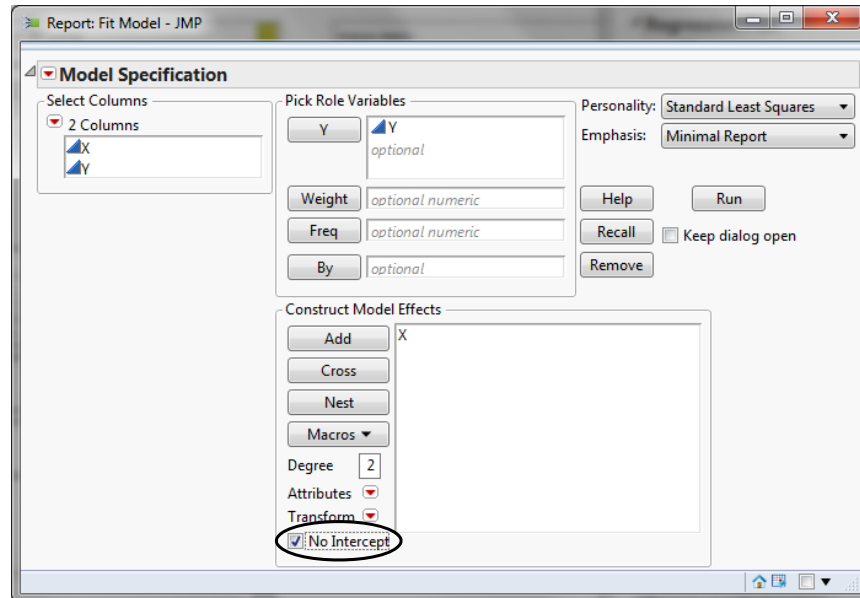 Report: Fit Model - JMP
Model Specification
Select Columns
2 Columns
X
Y
Pick Role Variables
Y
Y
optional
Weight
optional numeric
Freq
optional numeric
By
optional
Personality:
Standard Least Squares
Emphasis:
Minimal Report
Help
Run
Recall
Keep dialog open
Remove
Construct Model Effects
Add
X
Cross
Nest
Macros
Degree
2
Attributes
Transform
No Intercept